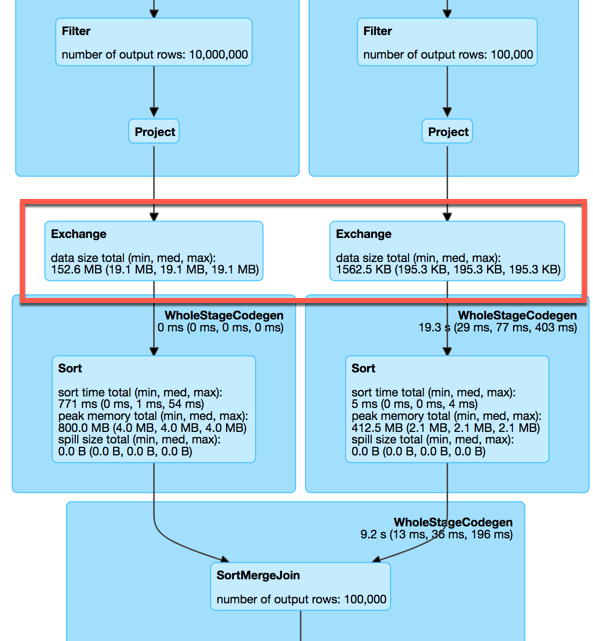 Filter
number of output rows: 10,000,000
Filter
number of output rows: 100,000
Project
Project
Exchange
data size total (min, med, max):
152.6 MB (19.1 MB, 19.1 MB, 19.1 MB)
Exchange
data size total (min, med, max):
1562.5 KB (195.3 KB, 195.3 KB, 195.3 KB)
WholeStageCodegen
0 ms (0 ms, 0 ms, 0 ms)
WholeStageCodegen
19.3 s (29 ms, 77 ms, 403 ms)
Sort
sort time total (min, med, max):
771 ms (0 ms, 1 ms, 54 ms)
peak memory total (min, med, max):
800.0 MB (4.0 MB, 4.0 MB, 4.0 MB)
spill size total (min, med, max):
0.0 B (0.0 B, 0.0 B, 0.0 B)
Sort
sort time total (min, med, max):
5 ms (0 ms, 0 ms, 4 ms)
peak memory total (min, med, max):
412.5 MB (2.1 MB, 2.1 MB, 2.1 MB)
spill size total (min, med, max):
0.0 B (0.0 B, 0.0 B, 0.0 B)
WholeStageCodegen
9.2 s (13 ms, 36 ms, 196 ms)
SortMergeJoin
number of output rows: 100,000